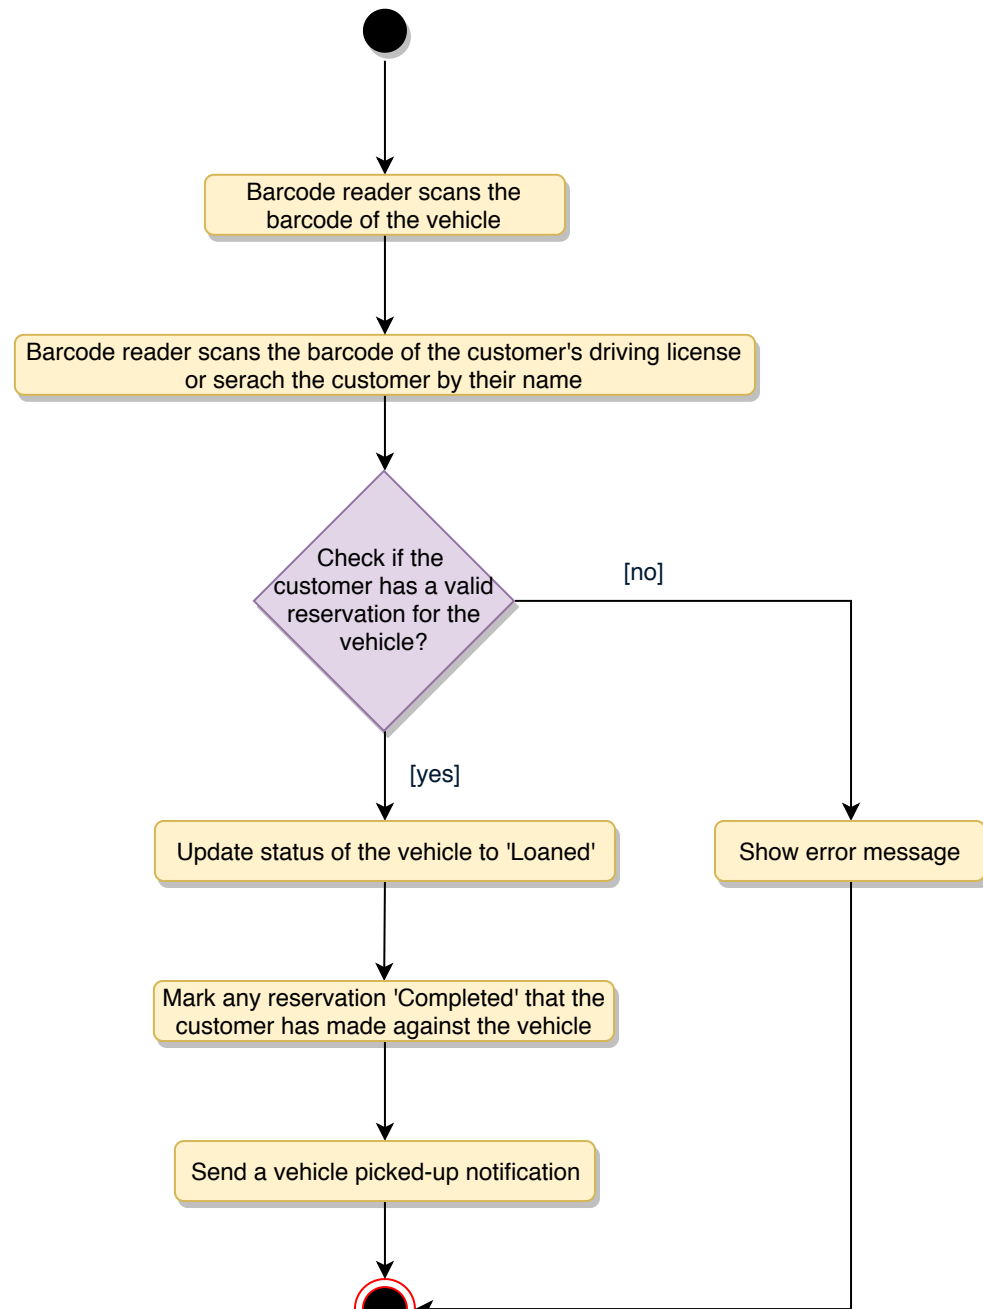 Barcode reader scans the
barcode of the vehicle
Barcode reader scans the barcode of the customer's driving license
or serach the customer by their name
Check if the
customer has a valid
reservation for the
vehicle?
[no]
[yes]
Update status of the vehicle to 'Loaned'
Show error message
Mark any reservation 'Completed' that the
customer has made against the vehicle
Send a vehicle picked-up notification